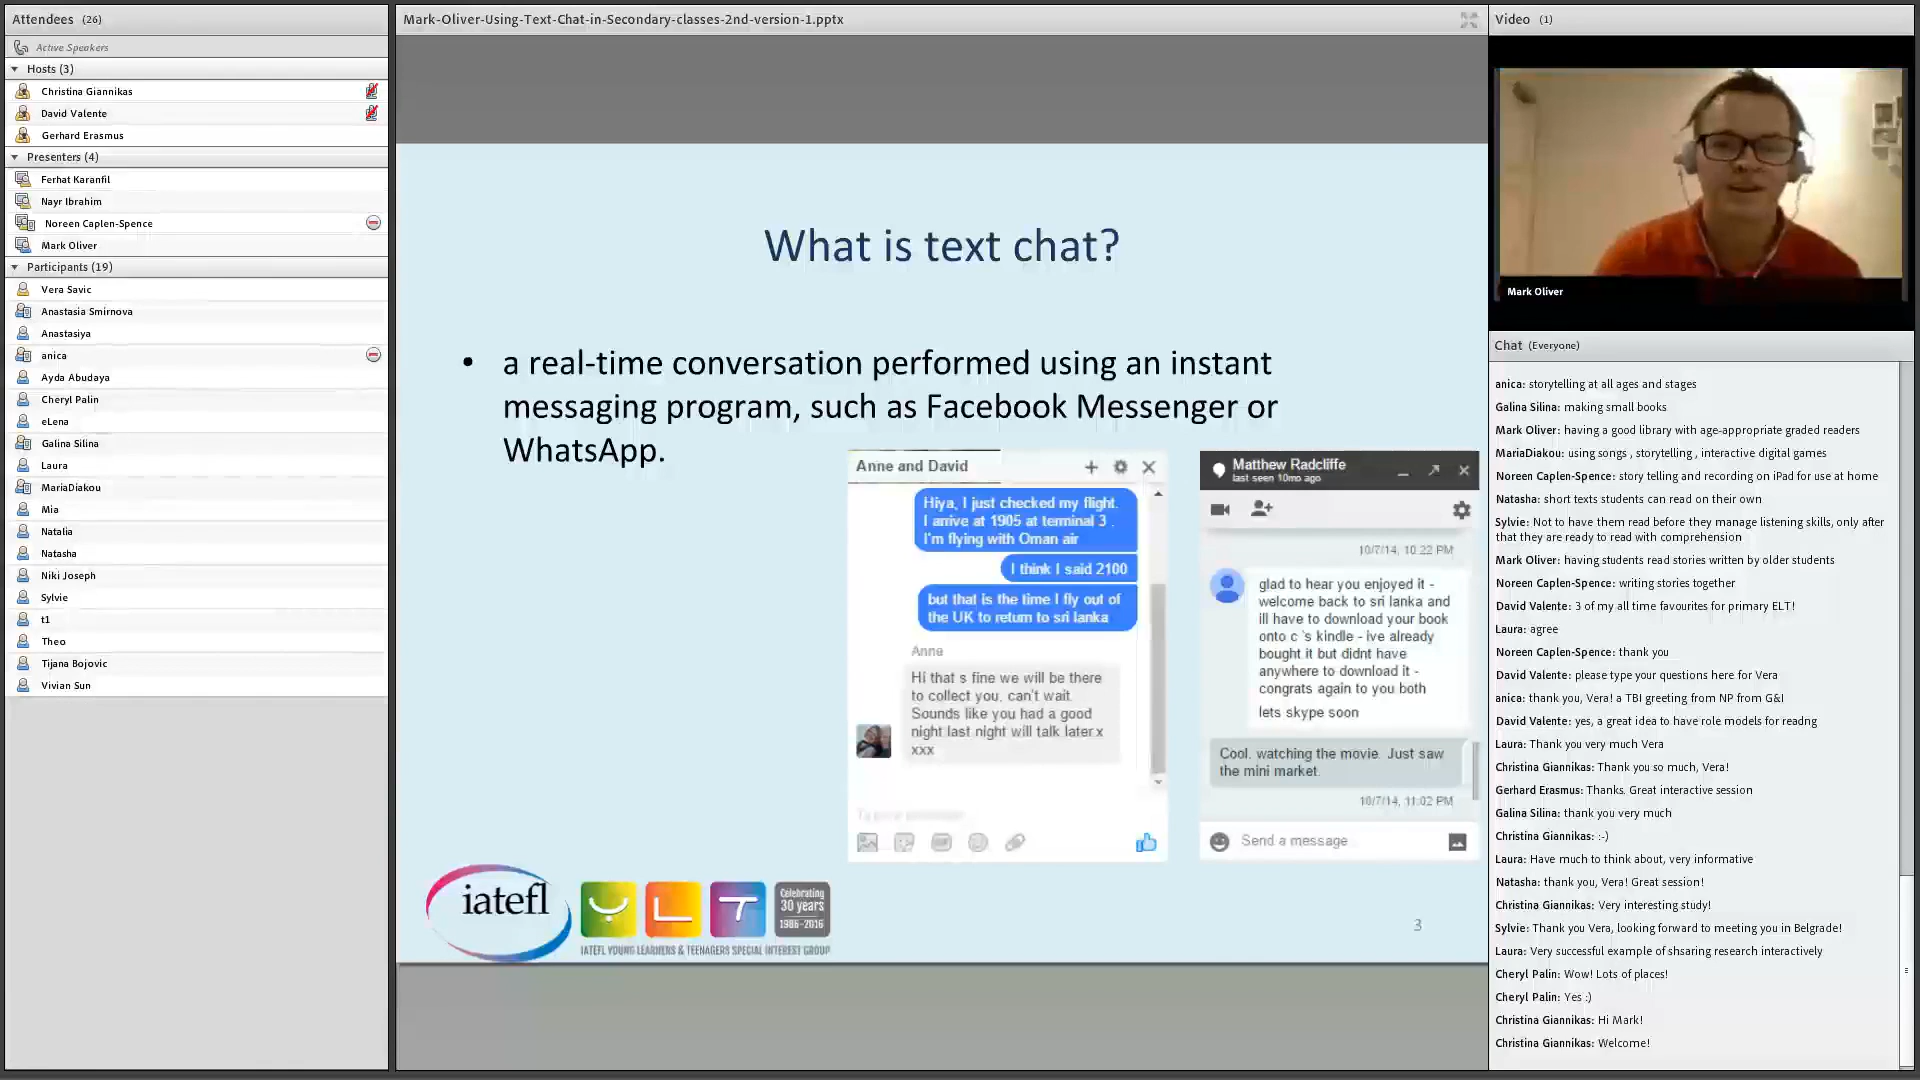 Attendees (26)
Active Speakers
Hosts (3)
Christina Giannikas
David Valente
Gerhard Erasmus
Presenters (4)
Ferhat Karanfil
Nayr Ibrahim
Noreen Caplen-Spence
Mark Oliver
Participants (19)
Vera Savic
Anastasia Smirnova
Anastasiya
anica
Ayda Abudaya
Cheryl Palin
eLena
Galina Silina
Laura
MariaDiakou
Mia
Natalia
Natasha
Niki Joseph
Sylvie
t1
Theo
Tijana Bojovic
Vivian Sun
Mark-Oliver-Using-Text-Chat-in-Secondary-classes-2nd-version-1.pptx
What is text chat?
• a real-time conversation performed using an instant
messaging program, such as Facebook Messenger or
WhatsApp.
Anne and David
Hiya, I just checked my flight.
I arrive at 1905 at terminal 3 .
I'm flying with Oman air
I think I said 2100
but that is the time I fly out of
the UK to return to sri lanka
Anne
Hi that s fine we will be there
to collect you, can't wait.
Sounds like you had a good
night last night will talk later x
xxx
Matthew Radcliffe
last seen 10mo ago
10/7/14, 10:22 PM
glad to hear you enjoyed it -
welcome back to sri lanka and
ill have to download your book
onto c 's kindle - ive already
bought it but didnt have
anywhere to download it -
congrats again to you both
lets skype soon
Cool. watching the movie. Just saw
the mini market.
10/7/14, 11:02 PM
Send a message
iatefl
Y L T
Celebrating
30 years
1986-2016
IATEFL YOUNG LEARNERS & TEENAGERS SPECIAL INTEREST GROUP
3
Video (1)
Mark Oliver
Chat (Everyone)
anica: storytelling at all ages and stages
Galina Silina: making small books
Mark Oliver: having a good library with age-appropriate graded readers
MariaDiakou: using songs , storytelling , interactive digital games
Noreen Caplen-Spence: story telling and recording on iPad for use at home
Natasha: short texts students can read on their own
Sylvie: Not to have them read before they manage listening skills, only after
that they are ready to read with comprehension
Mark Oliver: having students read stories written by older students
Noreen Caplen-Spence: writing stories together
David Valente: 3 of my all time favourites for primary ELT!
Laura: agree
Noreen Caplen-Spence: thank you
David Valente: please type your questions here for Vera
anica: thank you, Vera! a TBI greeting from NP from G&I
David Valente: yes, a great idea to have role models for readng
Laura: Thank you very much Vera
Christina Giannikas: Thank you so much, Vera!
Gerhard Erasmus: Thanks. Great interactive session
Galina Silina: thank you very much
Christina Giannikas: :-)
Laura: Have much to think about, very informative
Natasha: thank you, Vera! Great session!
Christina Giannikas: Very interesting study!
Sylvie: Thank you Vera, looking forward to meeting you in Belgrade!
Laura: Very successful example of shsaring research interactively
Cheryl Palin: Wow! Lots of places!
Cheryl Palin: Yes :)
Christina Giannikas: Hi Mark!
Christina Giannikas: Welcome!